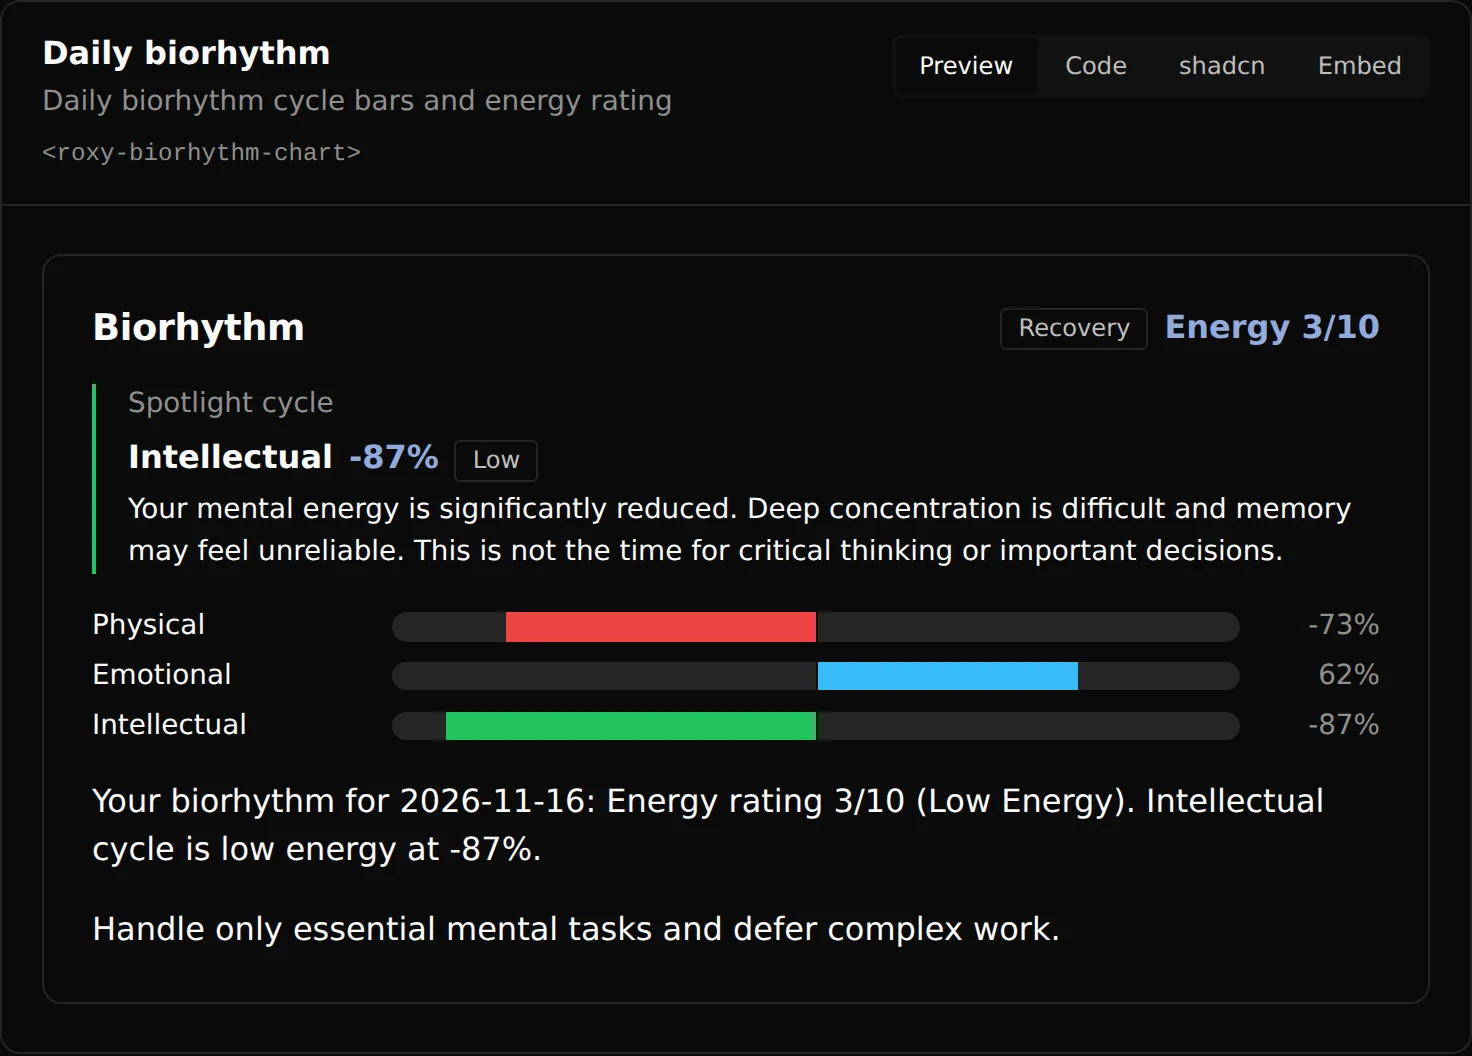 Daily biorhythm
Daily biorhythm cycle bars and energy rating
<roxy-biorhythm-chart>
Preview
Code
shadcn
Embed
Biorhythm
Recovery
Energy 3/10
Spotlight cycle
Intellectual -87% Low
Your mental energy is significantly reduced. Deep concentration is difficult and memory
may feel unreliable. This is not the time for critical thinking or important decisions.
Physical -73%
Emotional 62%
Intellectual -87%
Your biorhythm for 2026-11-16: Energy rating 3/10 (Low Energy). Intellectual
cycle is low energy at -87%.
Handle only essential mental tasks and defer complex work.